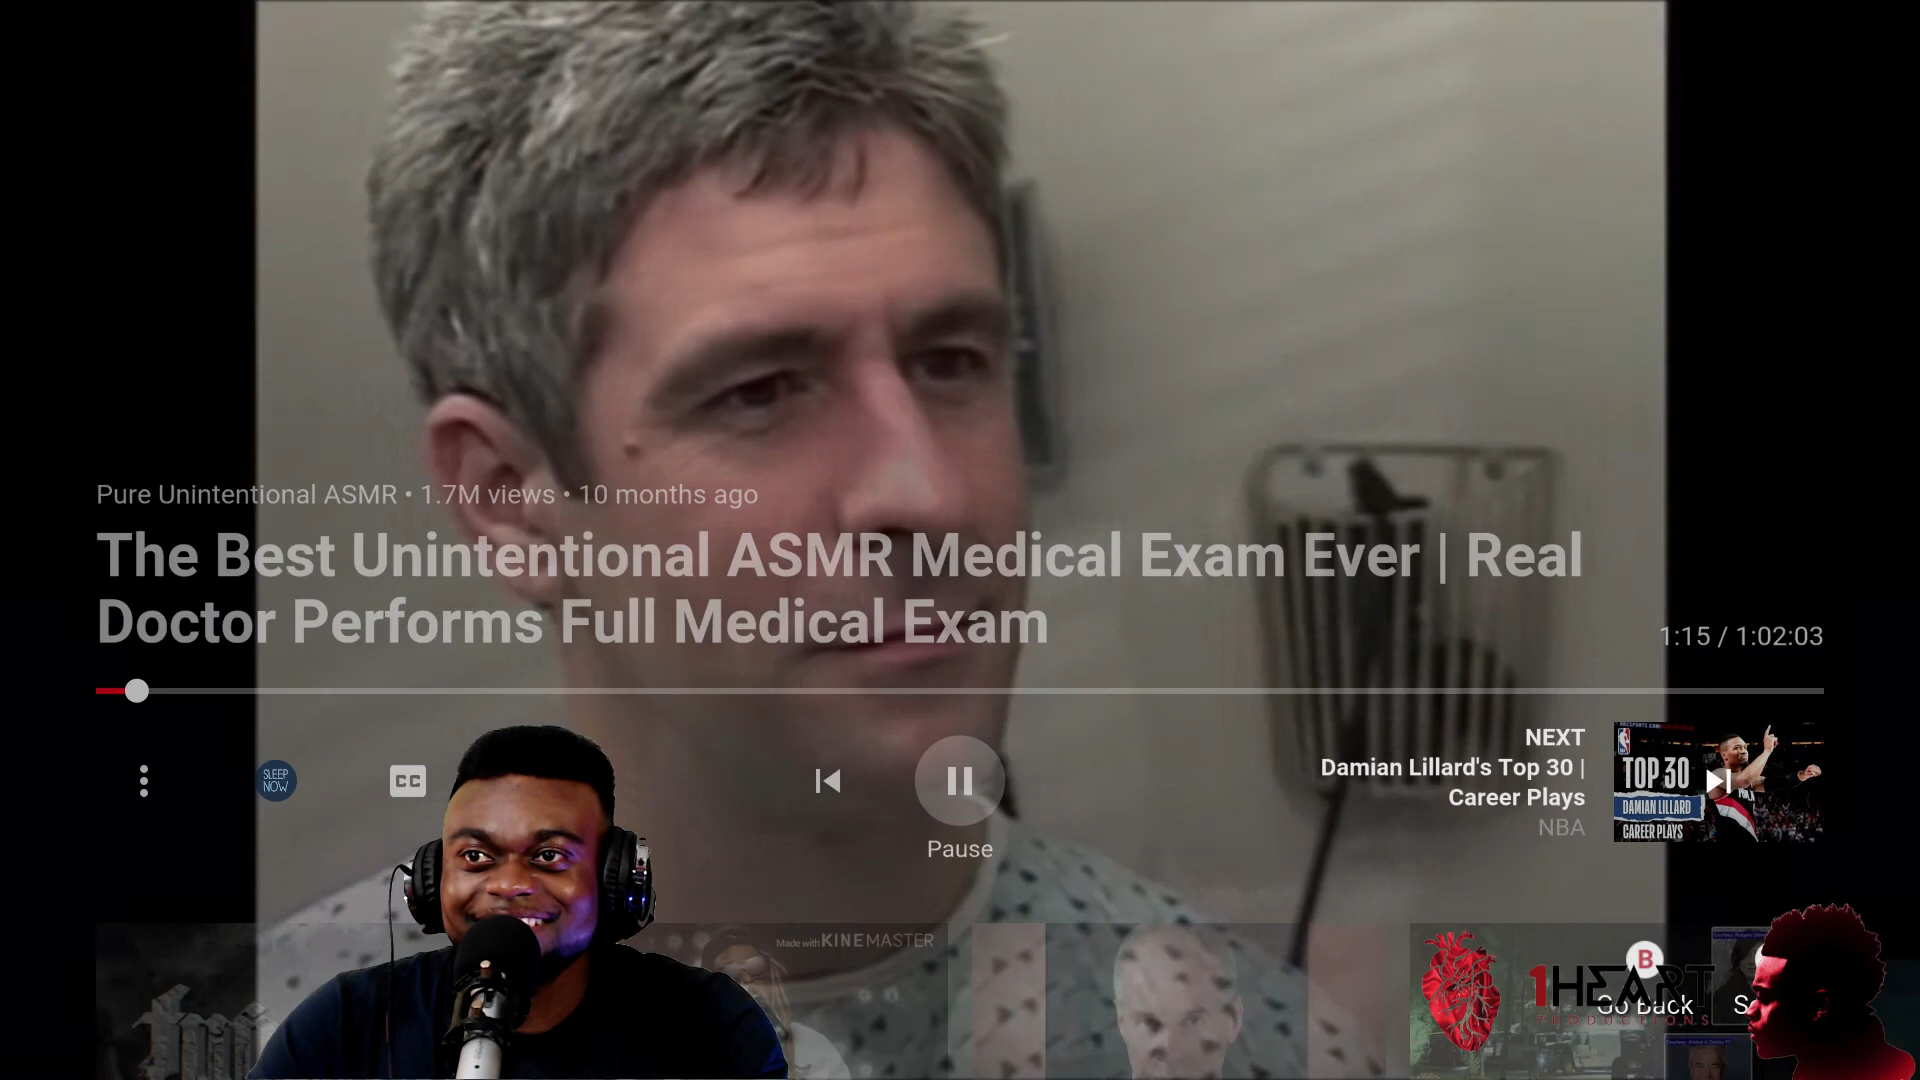 Pure Unintentional ASMR • 1.7M views • 10 months ago
The Best Unintentional ASMR Medical Exam Ever | Real
Doctor Performs Full Medical Exam
1:15 / 1:02:03
NEXT
Damian Lillard's Top 30 |
Career Plays
NBA
TOP 30
DAMIAN LILLARD
CAREER PLAYS
SLEEP
NOW
CC
Pause
Made with KINEMASTER
B
1HEART
PRODUCTIONS
Go Back